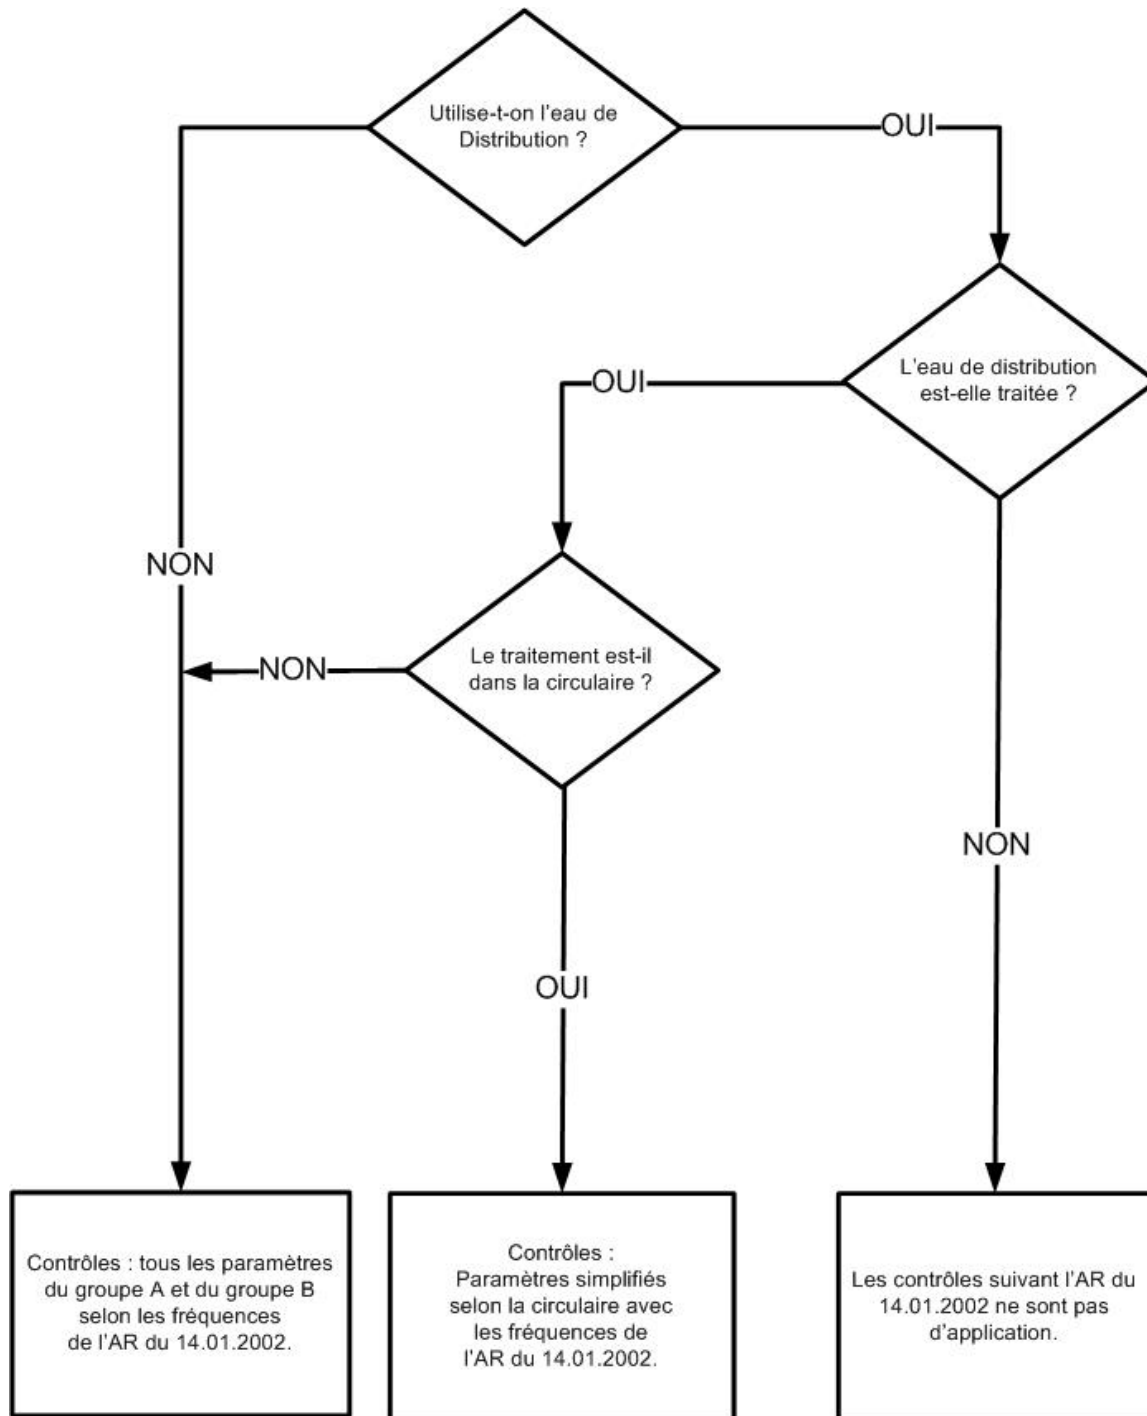 Utilise-t-on l'eau de
Distribution ?
OUI
L'eau de distribution
est-elle traitée ?
OUI
NON
Le traitement est-il
dans la circulaire ?
NON
NON
OUI
Contrôles : tous les paramètres
du groupe A et du groupe B
selon les fréquences
de l'AR du 14.01.2002.
Contrôles :
Paramètres simplifiés
selon la circulaire avec
les fréquences de
l'AR du 14.01.2002.
Les contrôles suivant l'AR du
14.01.2002 ne sont pas
d'application.